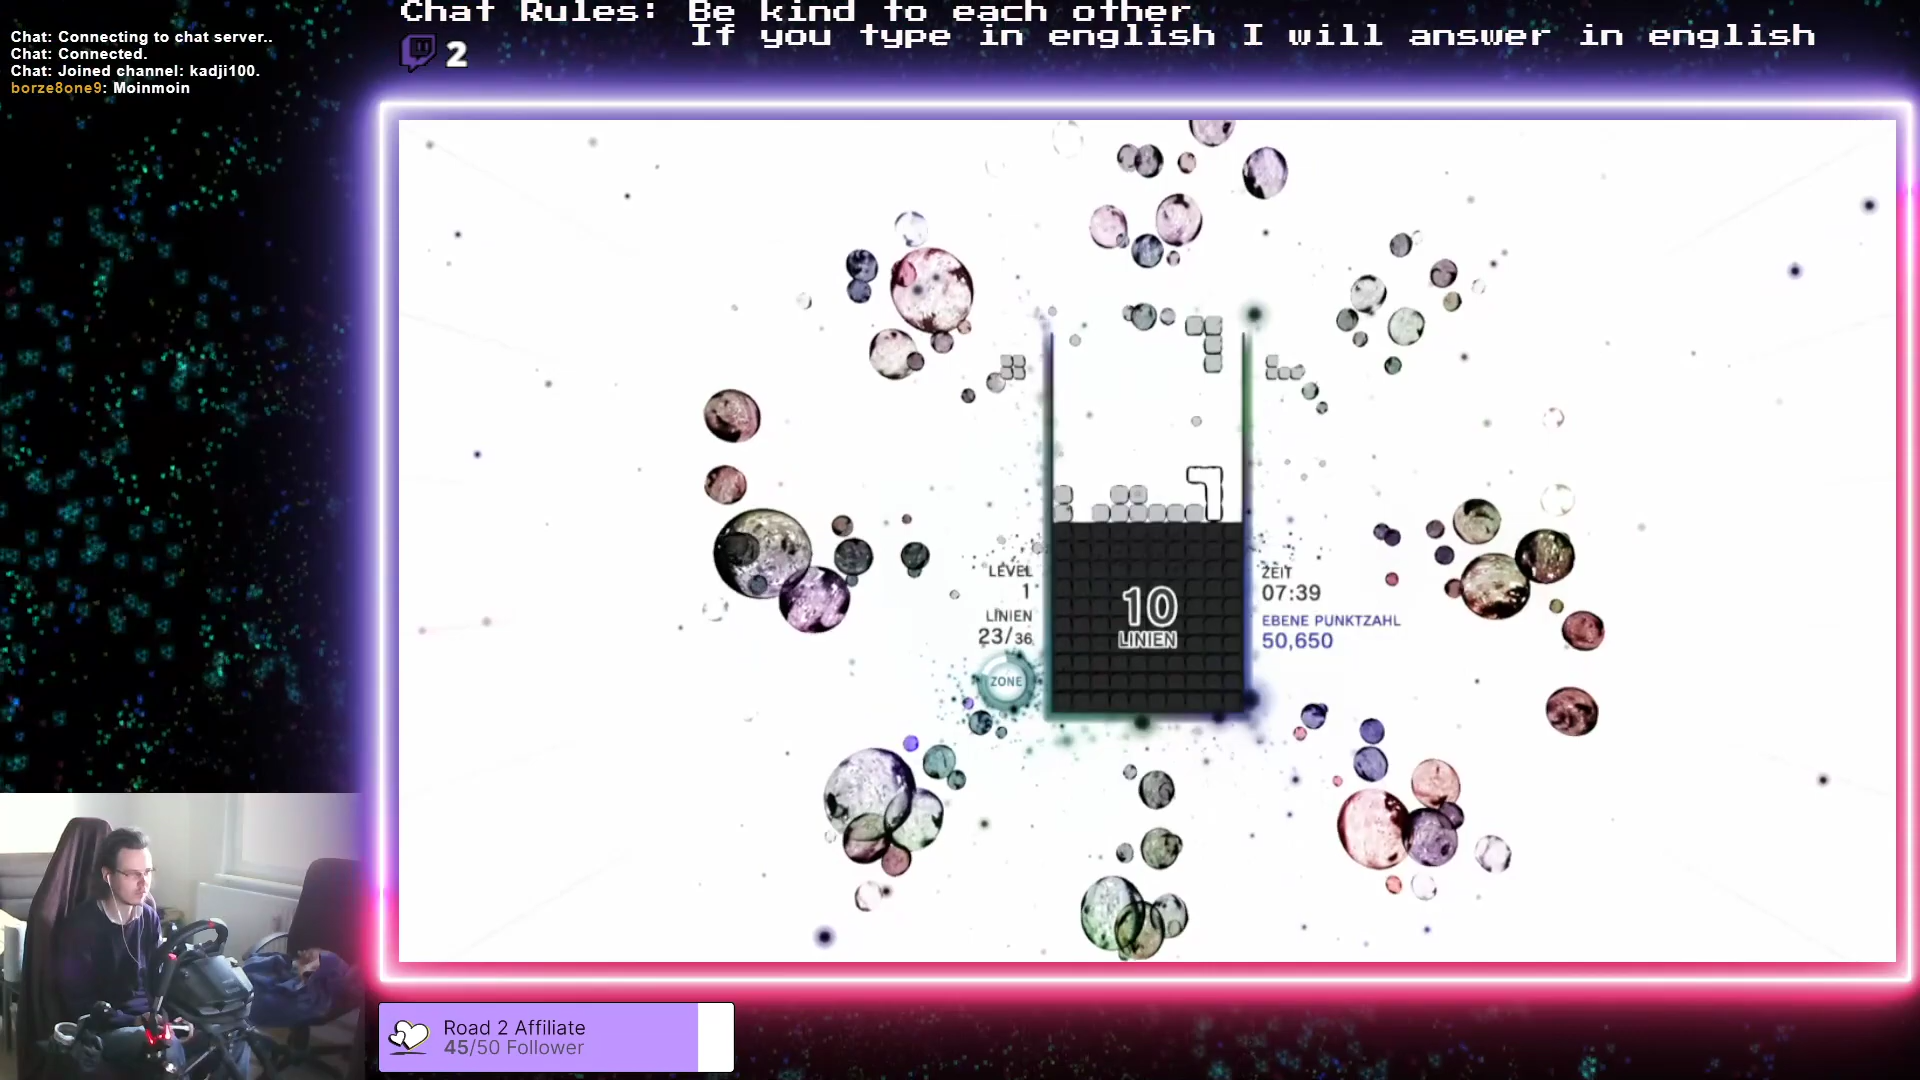 Chat Rules: Be kind to each other
If you type in english I will answer in english
2
Chat: Connecting to chat server..
Chat: Connected.
Chat: Joined channel: kadji100.
borze8one9: Moinmoin
LEVEL
1
LINIEN
23/36
ZONE
10
LINIEN
ZEIT
07:39
EBENE PUNKTZAHL
50,650
Road 2 Affiliate
45/50 Follower